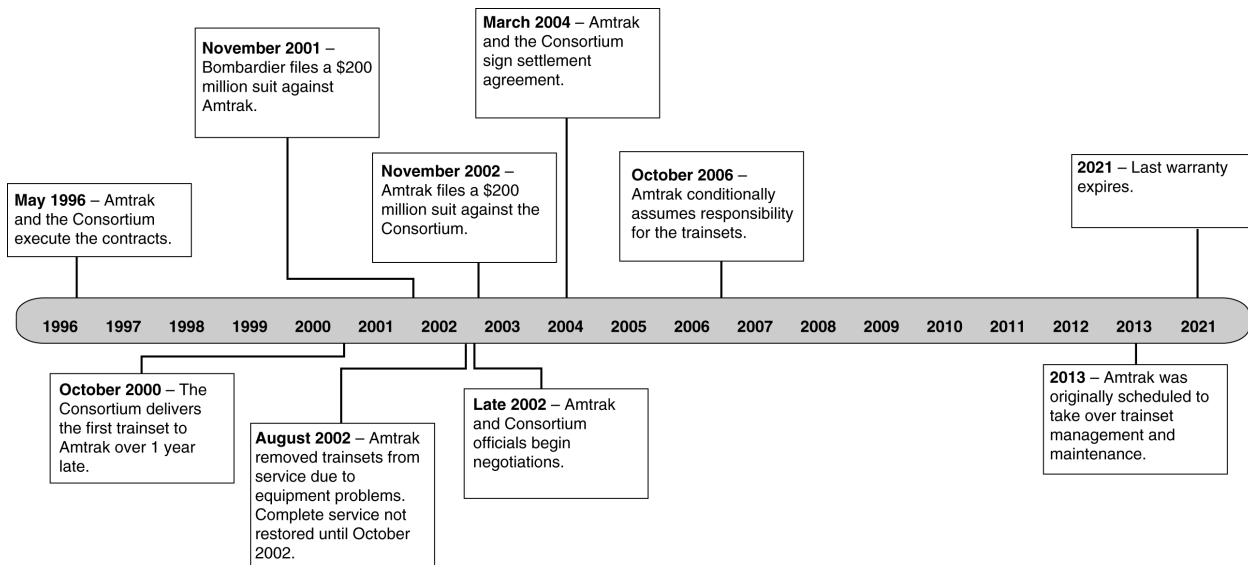 March 2004 – Amtrak
and the Consortium
sign settlement
agreement.
November 2001 –
Bombardier files a $200
million suit against
Amtrak.
November 2002 –
Amtrak files a $200
million suit against the
Consortium.
October 2006 –
Amtrak conditionally
assumes responsibility
for the trainsets.
2021 – Last warranty
expires.
May 1996 – Amtrak
and the Consortium
execute the contracts.
1996 1997 1998 1999 2000 2001 2002 2003 2004 2005 2006 2007 2008 2009 2010 2011 2012 2013 2021
October 2000 – The
Consortium delivers
the first trainset to
Amtrak over 1 year
late.
August 2002 – Amtrak
removed trainsets from
service due to
equipment problems.
Complete service not
restored until October
2002.
Late 2002 – Amtrak
and Consortium
officials begin
negotiations.
2013 – Amtrak was
originally scheduled to
take over trainset
management and
maintenance.